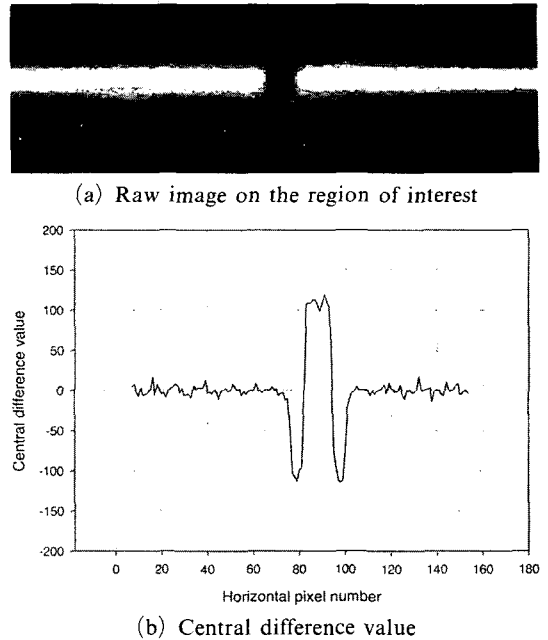 (a) Raw image on the region of interest
200
150
100
50
0
-50
-100
-150
-200
Central difference value
0 20 40 60 80 100 120 140 160 180
Horizontal pixel number
(b) Central difference value